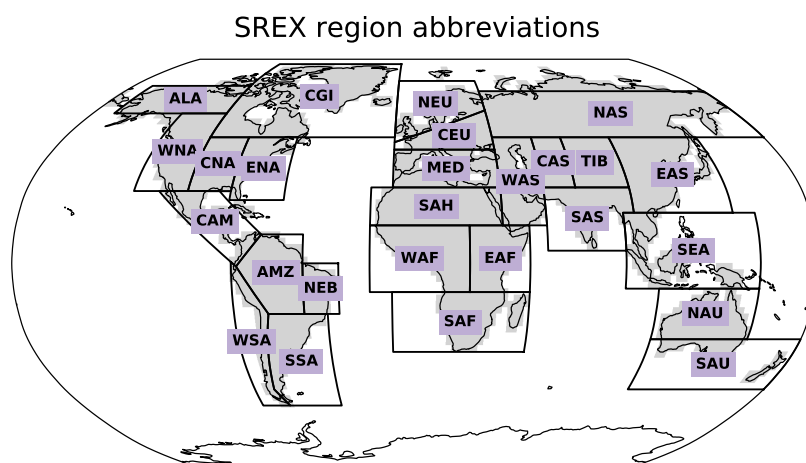 SREX region abbreviations
ALA
CGI
NEU
NAS
CEU
WNA
CNA
ENA
MED
WAS
CAS
TIB
EAS
CAM
SAH
SAS
AMZ
NEB
WAF
EAF
SEA
WSA
SSA
SAF
NAU
SAU